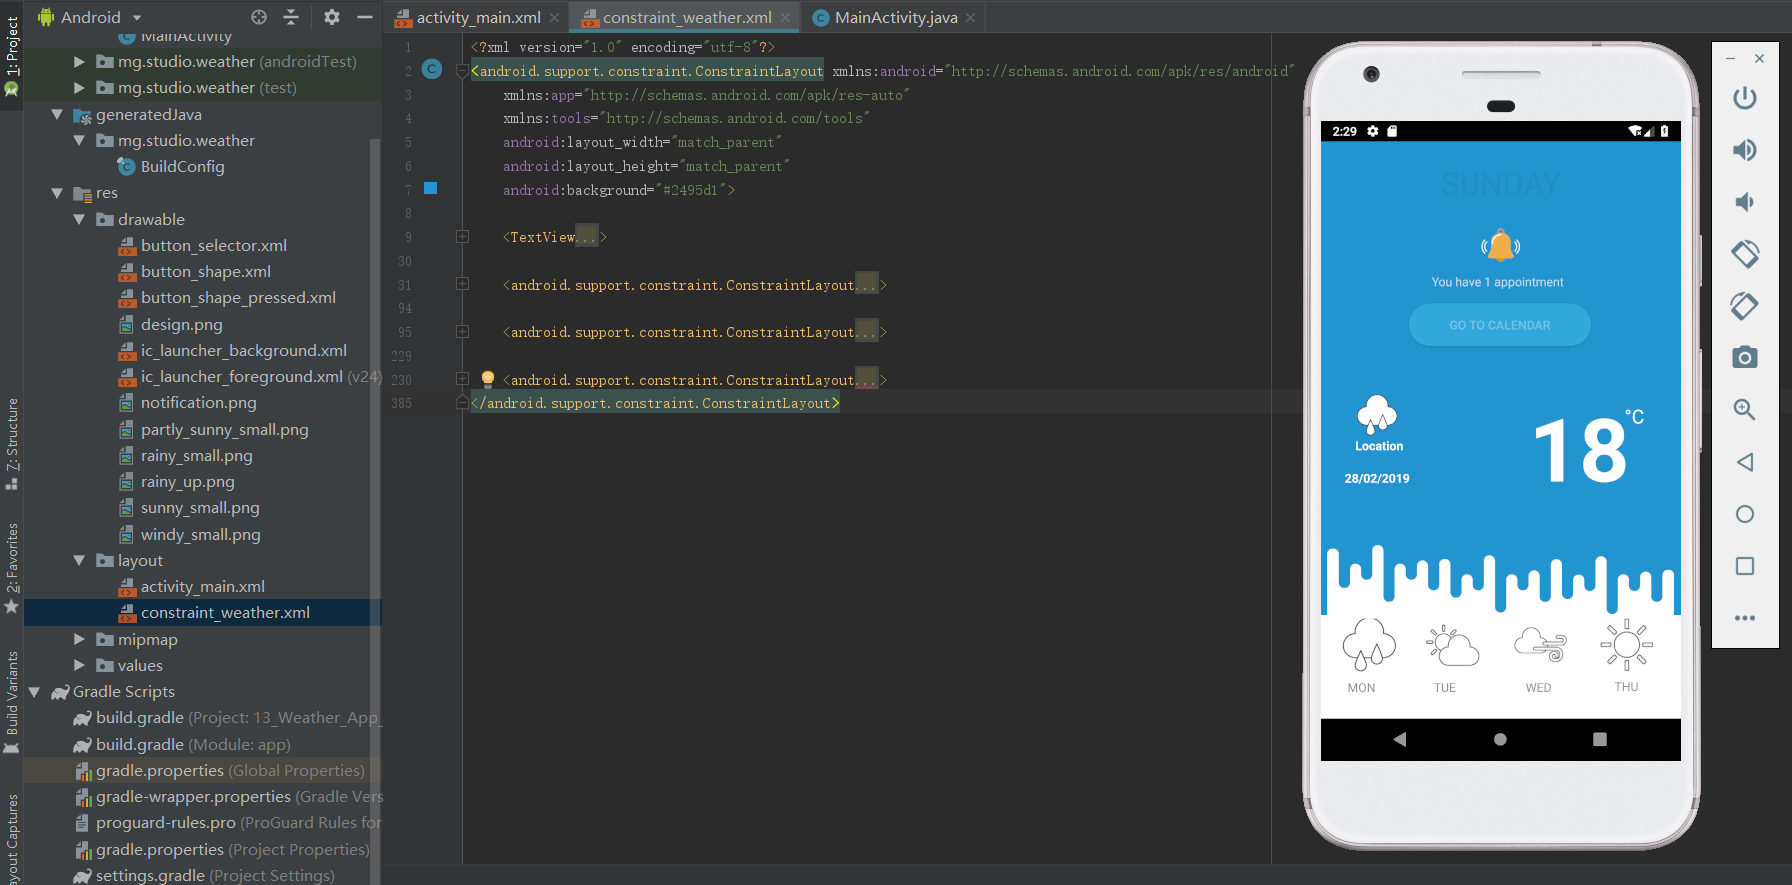 Android
MainActivity
mg.studio.weather (androidTest)
mg.studio.weather (test)
generatedJava
mg.studio.weather
BuildConfig
res
drawable
button_selector.xml
button_shape.xml
button_shape_pressed.xml
design.png
ic_launcher_background.xml
ic_launcher_foreground.xml (v24)
notification.png
partly_sunny_small.png
rainy_small.png
rainy_up.png
sunny_small.png
windy_small.png
layout
activity_main.xml
constraint_weather.xml
mipmap
values
Gradle Scripts
build.gradle (Project: 13_Weather_App_
build.gradle (Module: app)
gradle.properties (Global Properties)
gradle-wrapper.properties (Gradle Vers
proguard-rules.pro (ProGuard Rules for
gradle.properties (Project Properties)
settings.gradle (Project Settings)
1: Project
7: Structure
2: Favorites
Build Variants
ayout Captures
activity_main.xml
constraint_weather.xml
MainActivity.java
1 <?xml version="1.0" encoding="utf-8"?>
2 <android.support.constraint.ConstraintLayout xmlns:android="http://schemas.android.com/apk/res/android"
3 xmlns:app="http://schemas.android.com/apk/res-auto"
4 xmlns:tools="http://schemas.android.com/tools"
5 android:layout_width="match_parent"
6 android:layout_height="match_parent"
7 android:background="#2495d1">
8
9 <TextView...>
30
31 <android.support.constraint.ConstraintLayout...>
94
95 <android.support.constraint.ConstraintLayout...>
229
230 <android.support.constraint.ConstraintLayout...>
385 </android.support.constraint.ConstraintLayout>
2:29
SUNDAY
You have 1 appointment
GO TO CALENDAR
Location
28/02/2019
18 °C
MON TUE WED THU